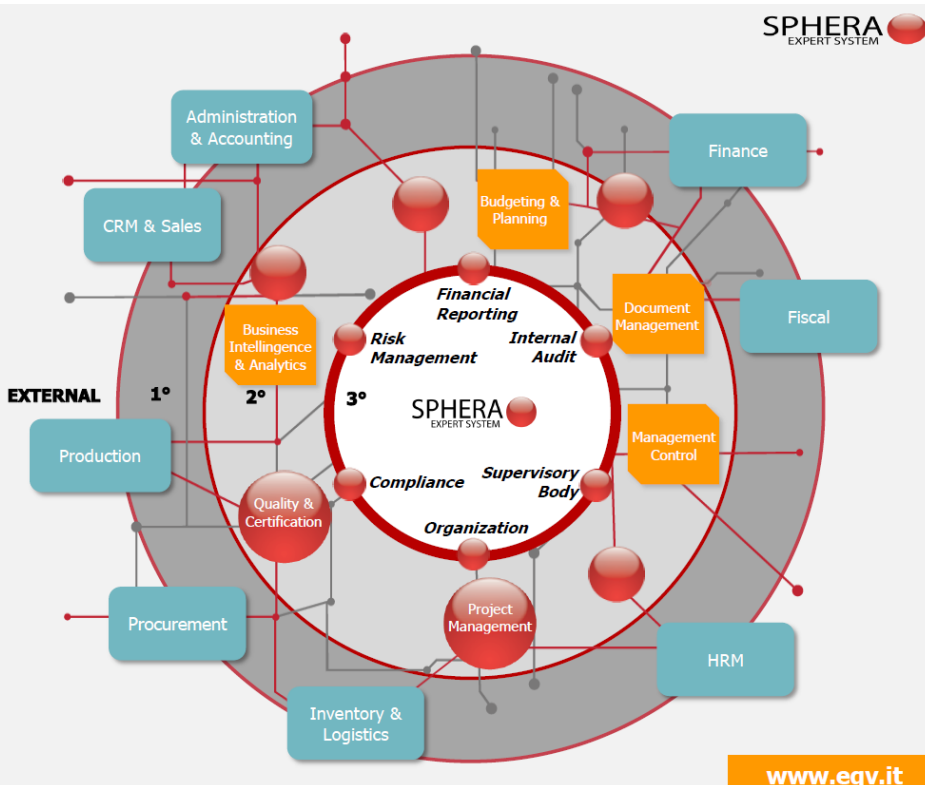 SPHERA
EXPERT SYSTEM
Administration
& Accounting
Finance
CRM & Sales
Budgeting &
Planning
Financial
Reporting
Business
Intellingence
& Analytics
Risk
Management
Internal
Audit
Document
Management
Fiscal
EXTERNAL
1°
2°
3°
SPHERA
EXPERT SYSTEM
Production
Management
Control
Compliance
Supervisory
Body
Quality &
Certification
Organization
Procurement
Project
Management
HRM
Inventory &
Logistics
www.egv.it